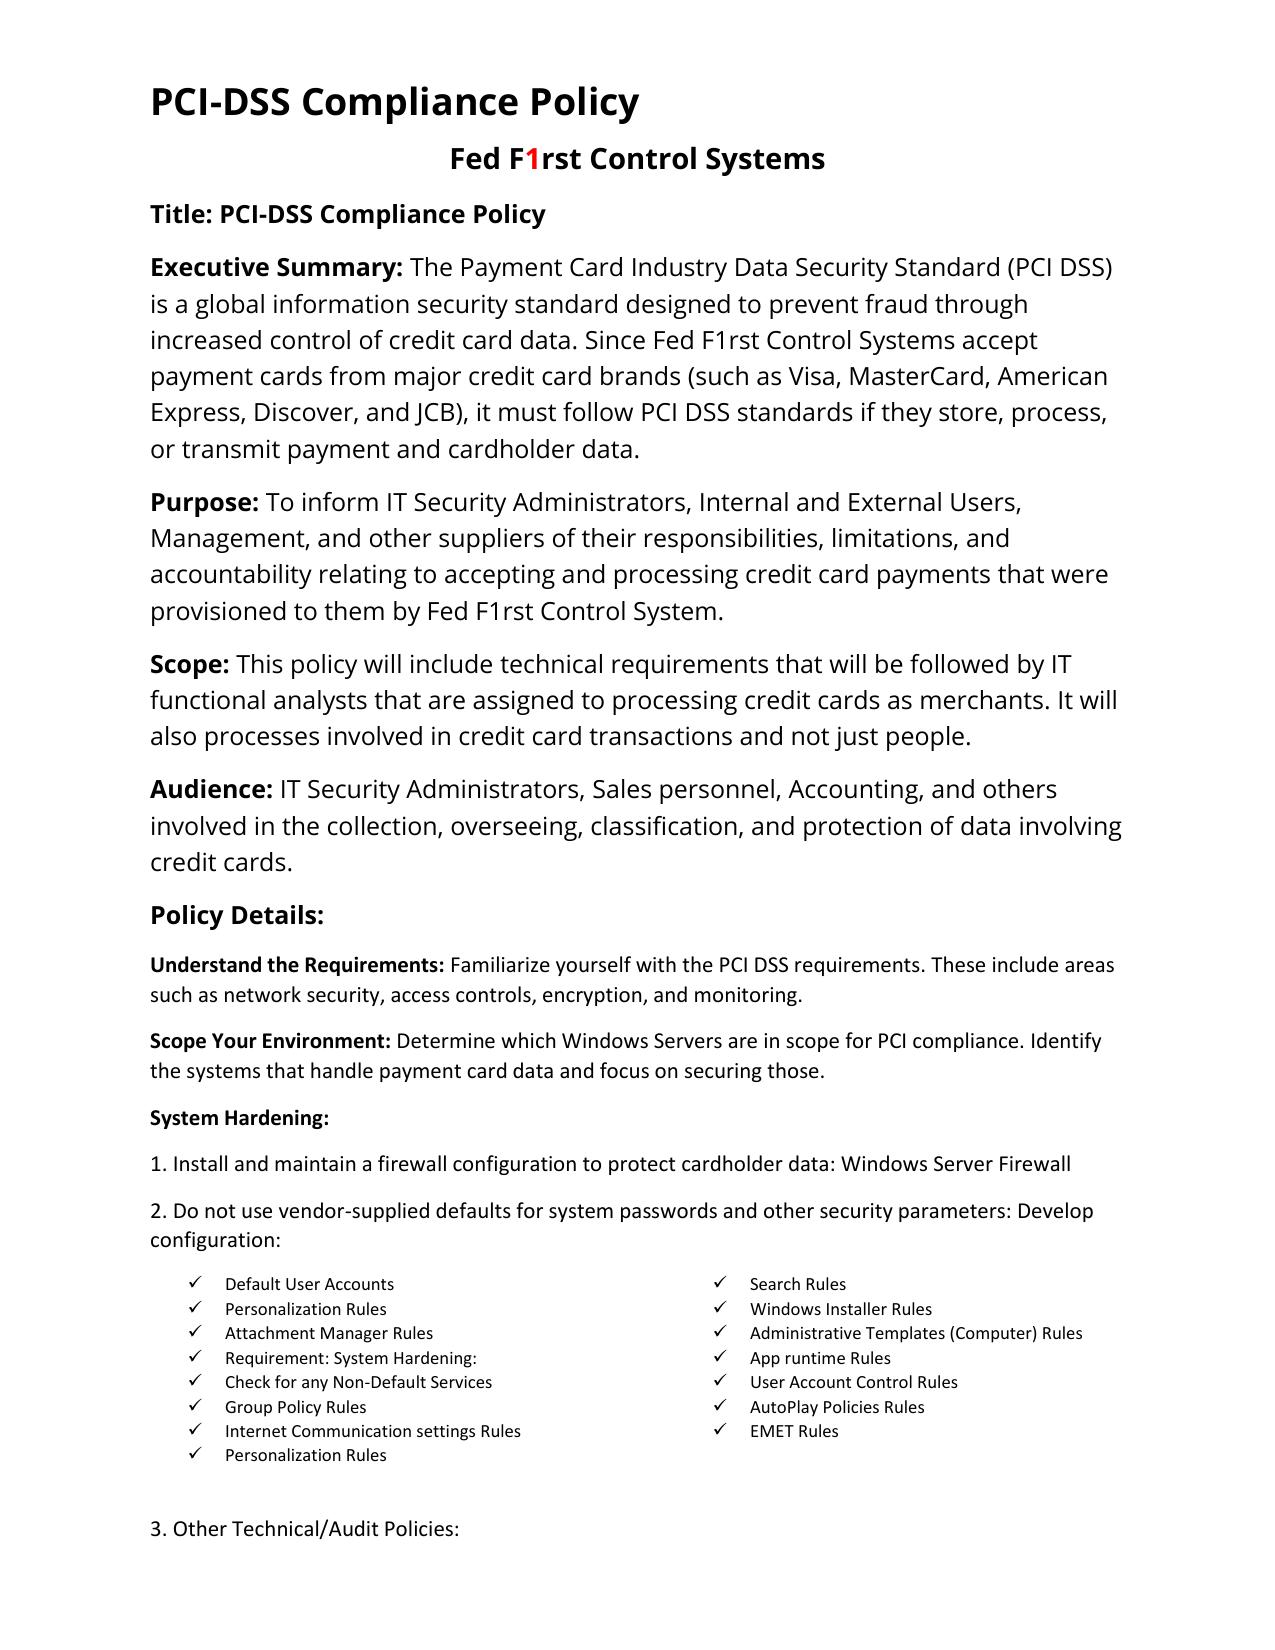 PCI-DSS Compliance Policy
Fed F1rst Control Systems
Title: PCI-DSS Compliance Policy
Executive Summary: The Payment Card Industry Data Security Standard (PCI DSS)
is a global information security standard designed to prevent fraud through
increased control of credit card data. Since Fed F1rst Control Systems accept
payment cards from major credit card brands (such as Visa, MasterCard, American
Express, Discover, and JCB), it must follow PCI DSS standards if they store, process,
or transmit payment and cardholder data.
Purpose: To inform IT Security Administrators, Internal and External Users,
Management, and other suppliers of their responsibilities, limitations, and
accountability relating to accepting and processing credit card payments that were
provisioned to them by Fed F1rst Control System.
Scope: This policy will include technical requirements that will be followed by IT
functional analysts that are assigned to processing credit cards as merchants. It will
also processes involved in credit card transactions and not just people.
Audience: IT Security Administrators, Sales personnel, Accounting, and others
involved in the collection, overseeing, classification, and protection of data involving
credit cards.
Policy Details:
Understand the Requirements: Familiarize yourself with the PCI DSS requirements. These include areas
such as network security, access controls, encryption, and monitoring.
Scope Your Environment: Determine which Windows Servers are in scope for PCI compliance. Identify
the systems that handle payment card data and focus on securing those.
System Hardening:
1. Install and maintain a firewall configuration to protect cardholder data: Windows Server Firewall
2. Do not use vendor-supplied defaults for system passwords and other security parameters: Develop
configuration:
✓ Default User Accounts
✓ Personalization Rules
✓ Attachment Manager Rules
✓ Requirement: System Hardening:
✓ Check for any Non-Default Services
✓ Group Policy Rules
✓ Internet Communication settings Rules
✓ Personalization Rules
✓ Search Rules
✓ Windows Installer Rules
✓ Administrative Templates (Computer) Rules
✓ App runtime Rules
✓ User Account Control Rules
✓ AutoPlay Policies Rules
✓ EMET Rules
3. Other Technical/Audit Policies: